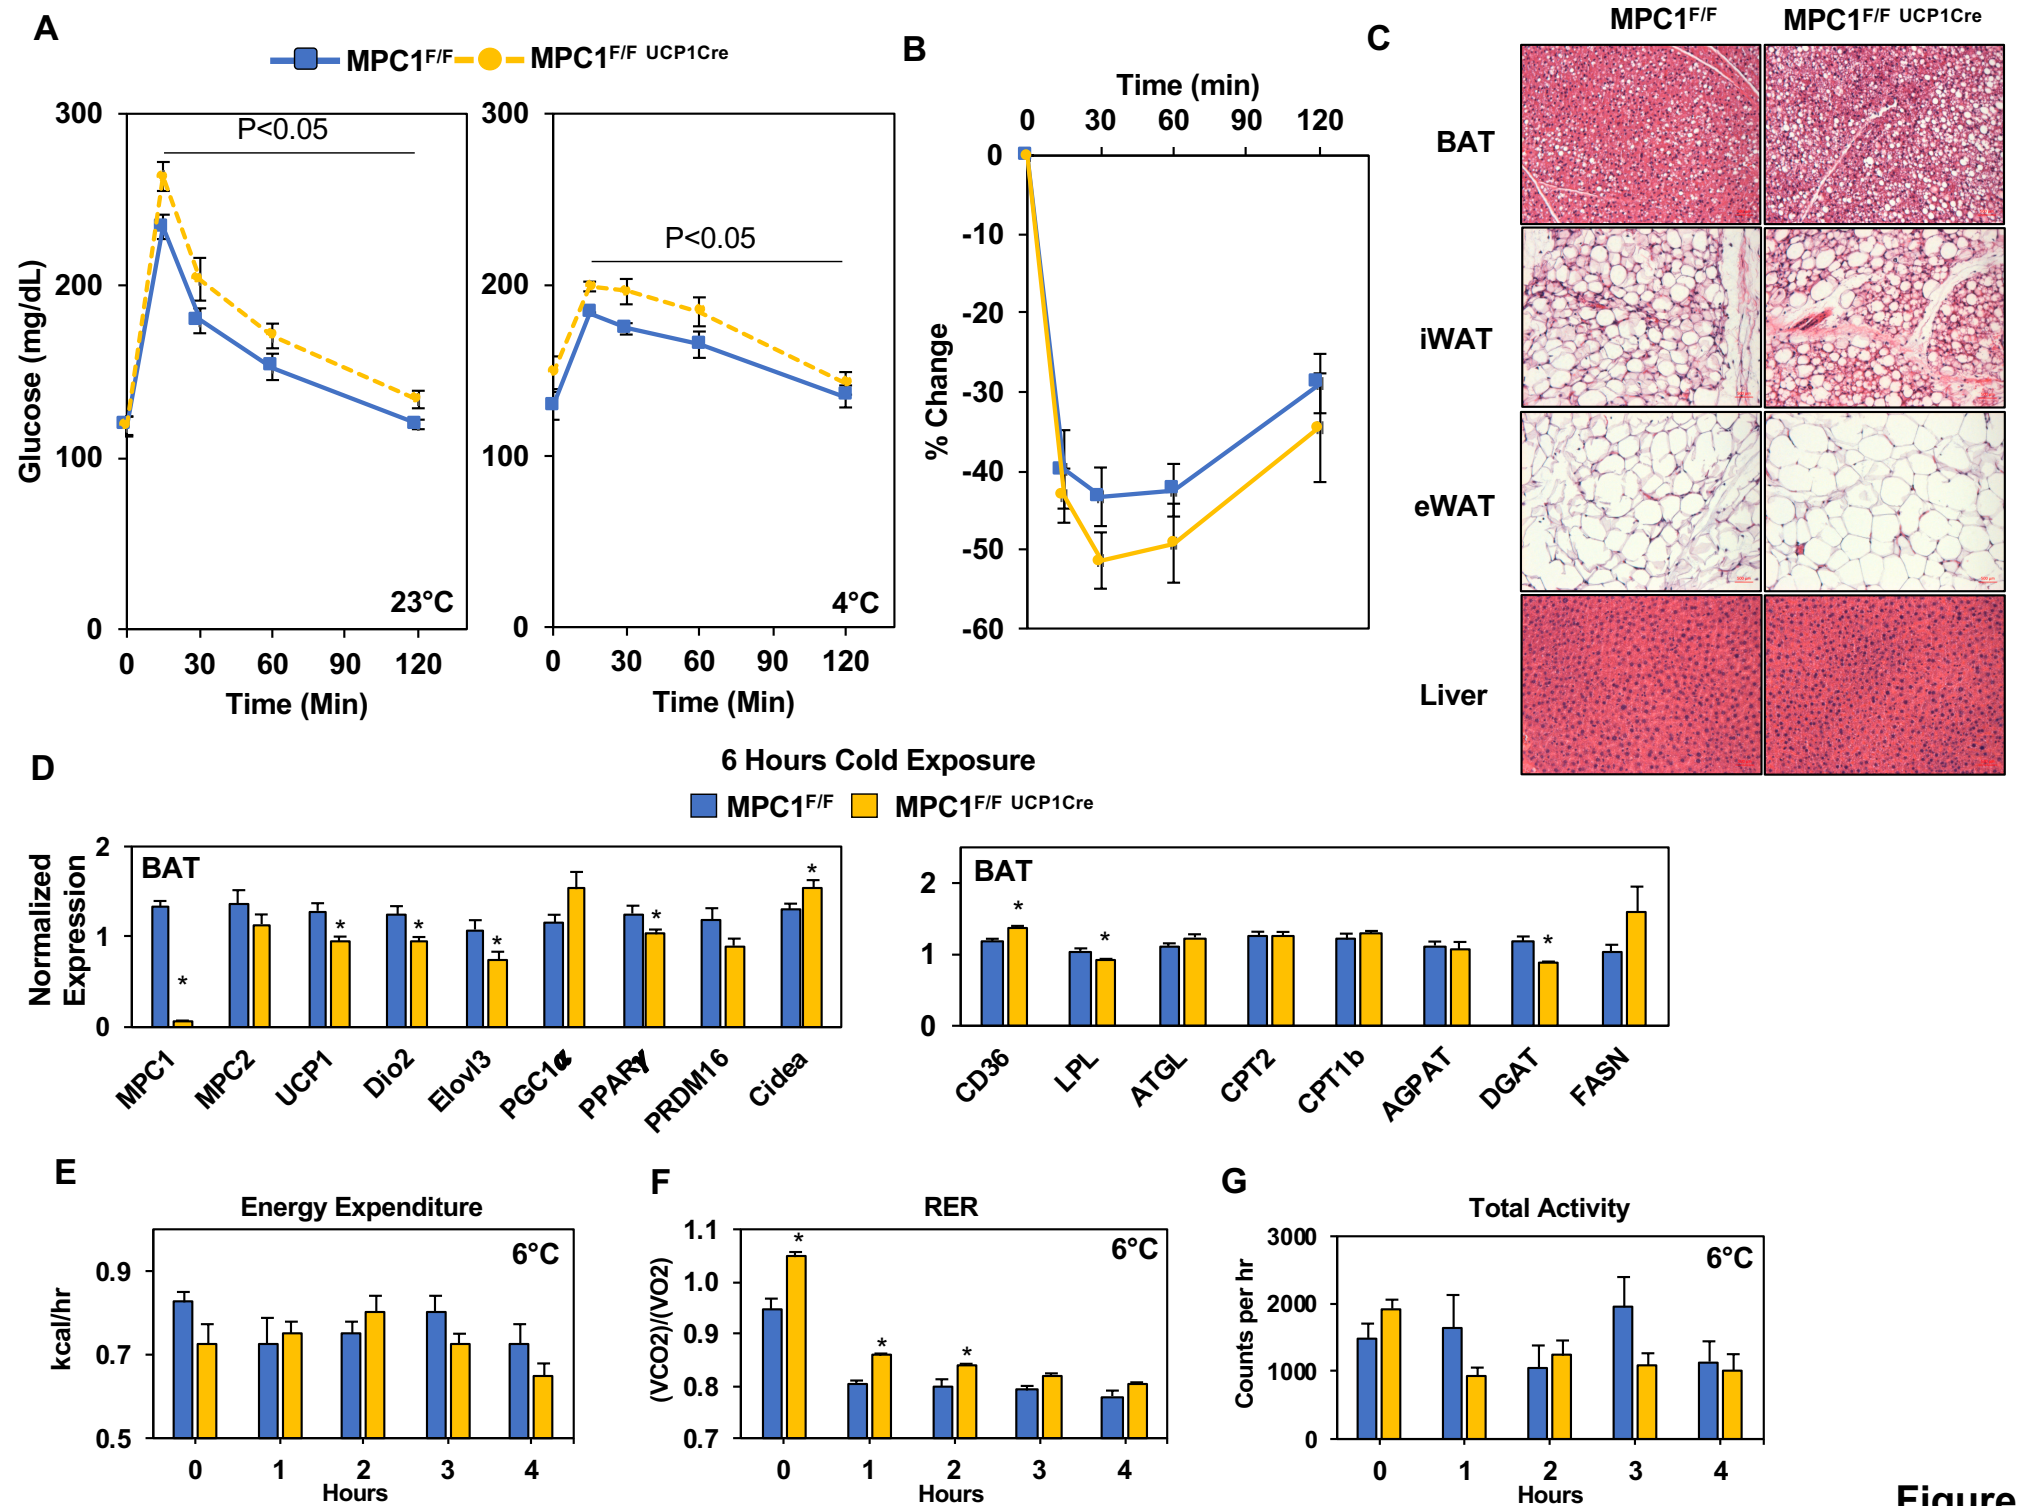 A
MPC1F/F
MPC1F/F UCP1Cre
300
200
100
0
Glucose (mg/dL)
P<0.05
23°C
0 30 60 90 120
Time (Min)
300
200
100
0
P<0.05
4°C
0 30 60 90 120
Time (Min)
B
Time (min)
0 30 60 90 120
0
-10
-20
-30
-40
-50
-60
% Change
C
MPC1F/F MPC1F/F UCP1Cre
BAT
iWAT
eWAT
Liver
D
6 Hours Cold Exposure
MPC1F/F MPC1F/F UCP1Cre
Normalized
Expression
2
1
0
BAT
* * * * * *
MPC1 MPC2 UCP1 Dio2 Elovl3 PGC1α PPARγ PRDM16 Cidea
2
1
0
BAT
* * *
CD36 LPL ATGL CPT2 CPT1b AGPAT DGAT FASN
E
Energy Expenditure
6°C
kcal/hr
0.9
0.7
0.5
0 1 2 3 4
Hours
F
RER
6°C
(VCO2)/(VO2)
1.1
1.0
0.9
0.8
0.7
* * *
0 1 2 3 4
Hours
G
Total Activity
6°C
Counts per hr
3000
2000
1000
0
0 1 2 3 4
Hours
Figure